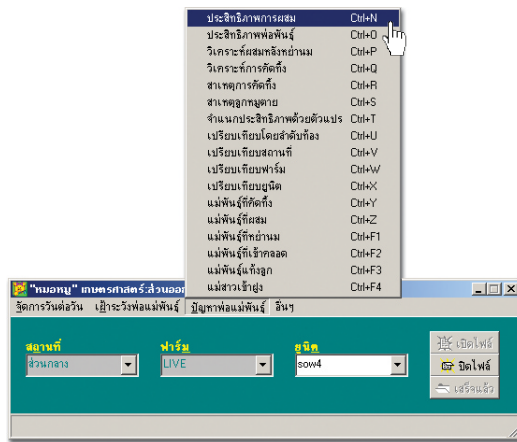 ประสิทธิภาพการผสม Ctrl+N
ประสิทธิภาพพ่อพันธุ์ Ctrl+O
วิเคราะห์ผสมหลังหย่านม Ctrl+P
วิเคราะห์การคัดทิ้ง Ctrl+Q
สาเหตุการคัดทิ้ง Ctrl+R
สาเหตุลูกหมูตาย Ctrl+S
จำแนกประสิทธิภาพด้วยตัวแปร Ctrl+T
เปรียบเทียบโดยลำดับท้อง Ctrl+U
เปรียบเทียบสถานที่ Ctrl+V
เปรียบเทียบฟาร์ม Ctrl+W
เปรียบเทียบยูนิต Ctrl+X
แม่พันธุ์ที่คัดทิ้ง Ctrl+Y
แม่พันธุ์ที่ผสม Ctrl+Z
แม่พันธุ์ที่หย่านม Ctrl+F1
แม่พันธุ์ที่เข้าคลอด Ctrl+F2
แม่พันธุ์แท้งลูก Ctrl+F3
แม่สาวเข้าฝูง Ctrl+F4
"หมอหมู" เกษตรศาสตร์:ส่วนออก
จัดการวันต่อวัน เฝ้าระวังพ่อแม่พันธุ์ ปัญหาพ่อแม่พันธุ์ อื่นๆ
สถานที่ ฟาร์ม ยูนิต
ส่วนกลาง LIVE sow4
เปิดไฟล์
ปิดไฟล์
เสร็จแล้ว